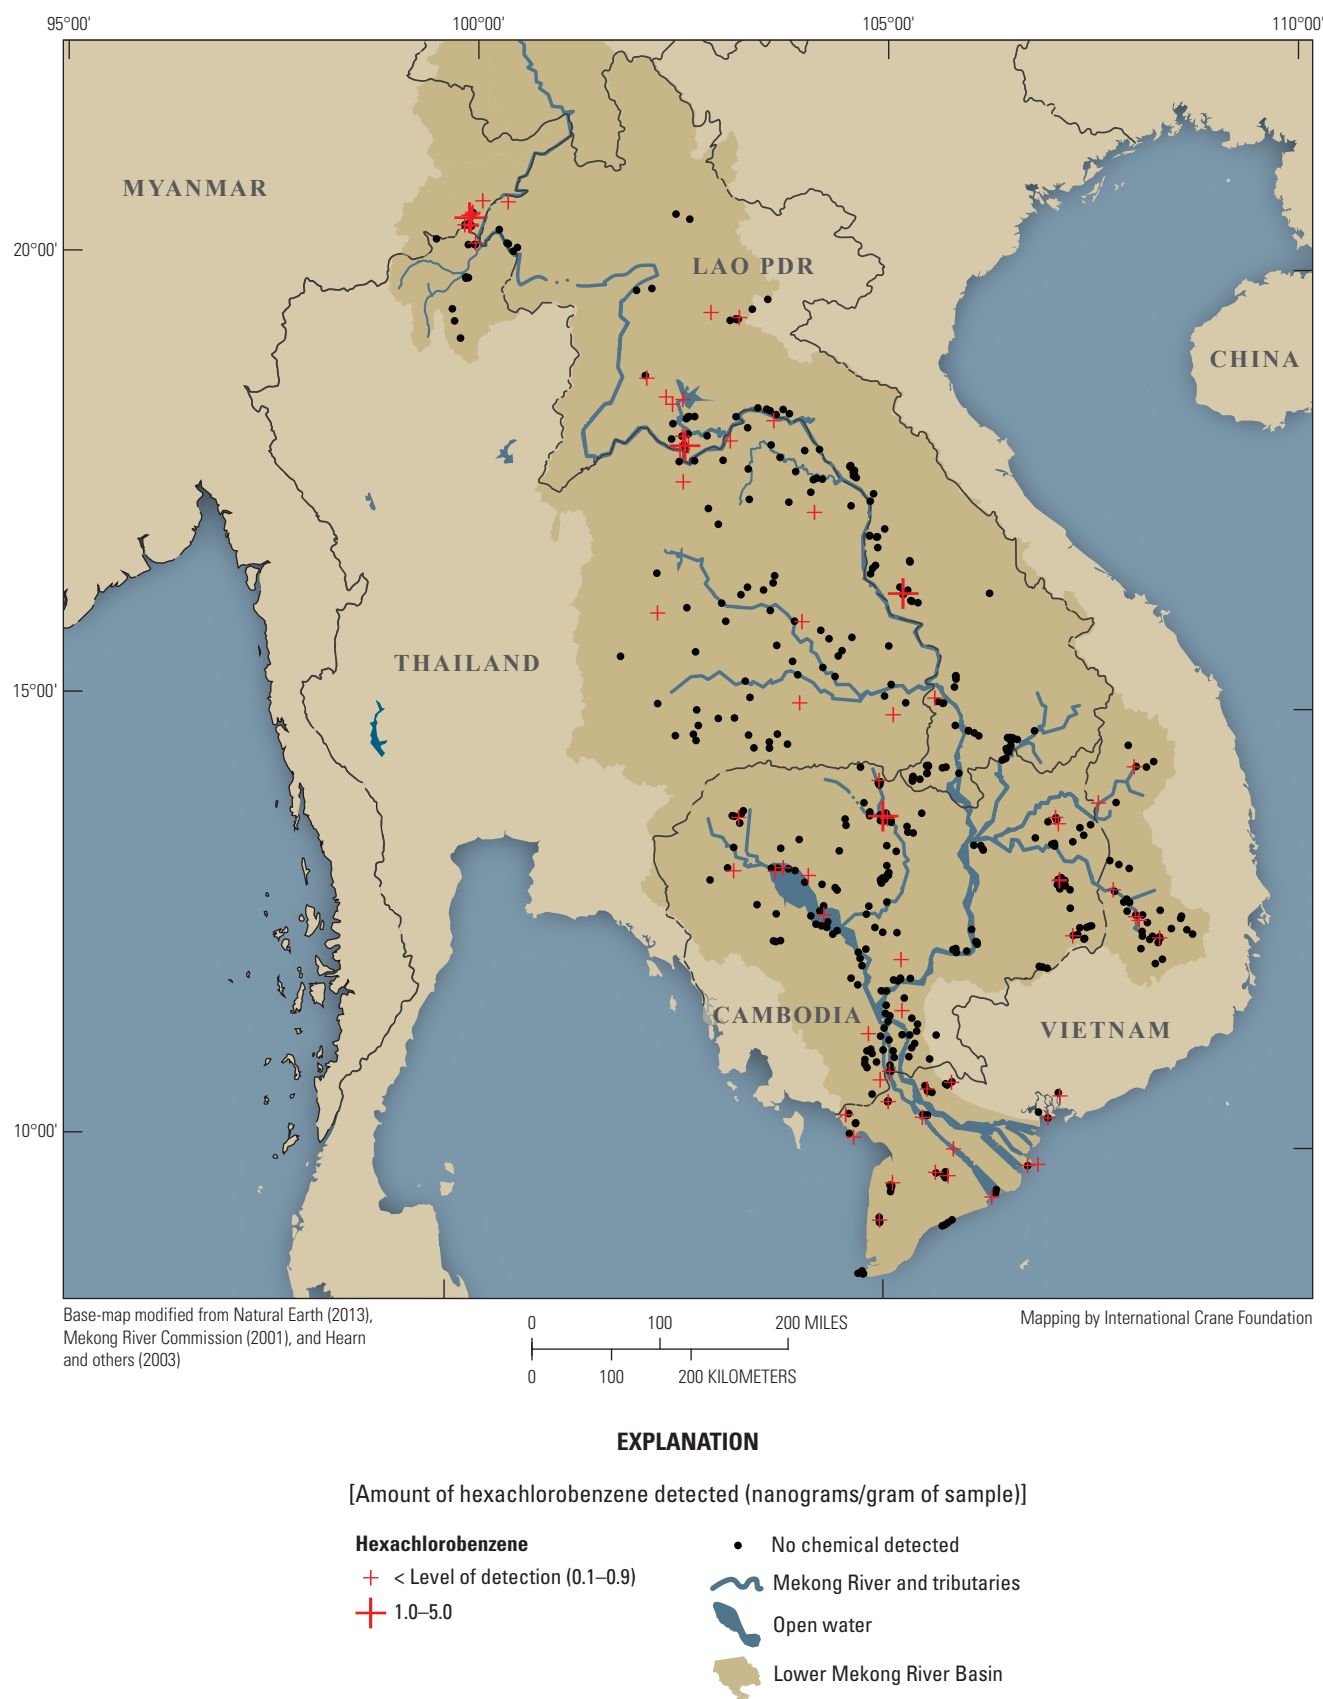 95°00'
100°00'
105°00'
110°00'
MYANMAR
20°00'
LAO PDR
CHINA
THAILAND
15°00'
CAMBODIA
VIETNAM
10°00'
Base-map modified from Natural Earth (2013),
Mekong River Commission (2001), and Hearn
and others (2003)
0 100 200 MILES
0 100 200 KILOMETERS
Mapping by International Crane Foundation
EXPLANATION
[Amount of hexachlorobenzene detected (nanograms/gram of sample)]
Hexachlorobenzene
< Level of detection (0.1–0.9)
1.0–5.0
No chemical detected
Mekong River and tributaries
Open water
Lower Mekong River Basin